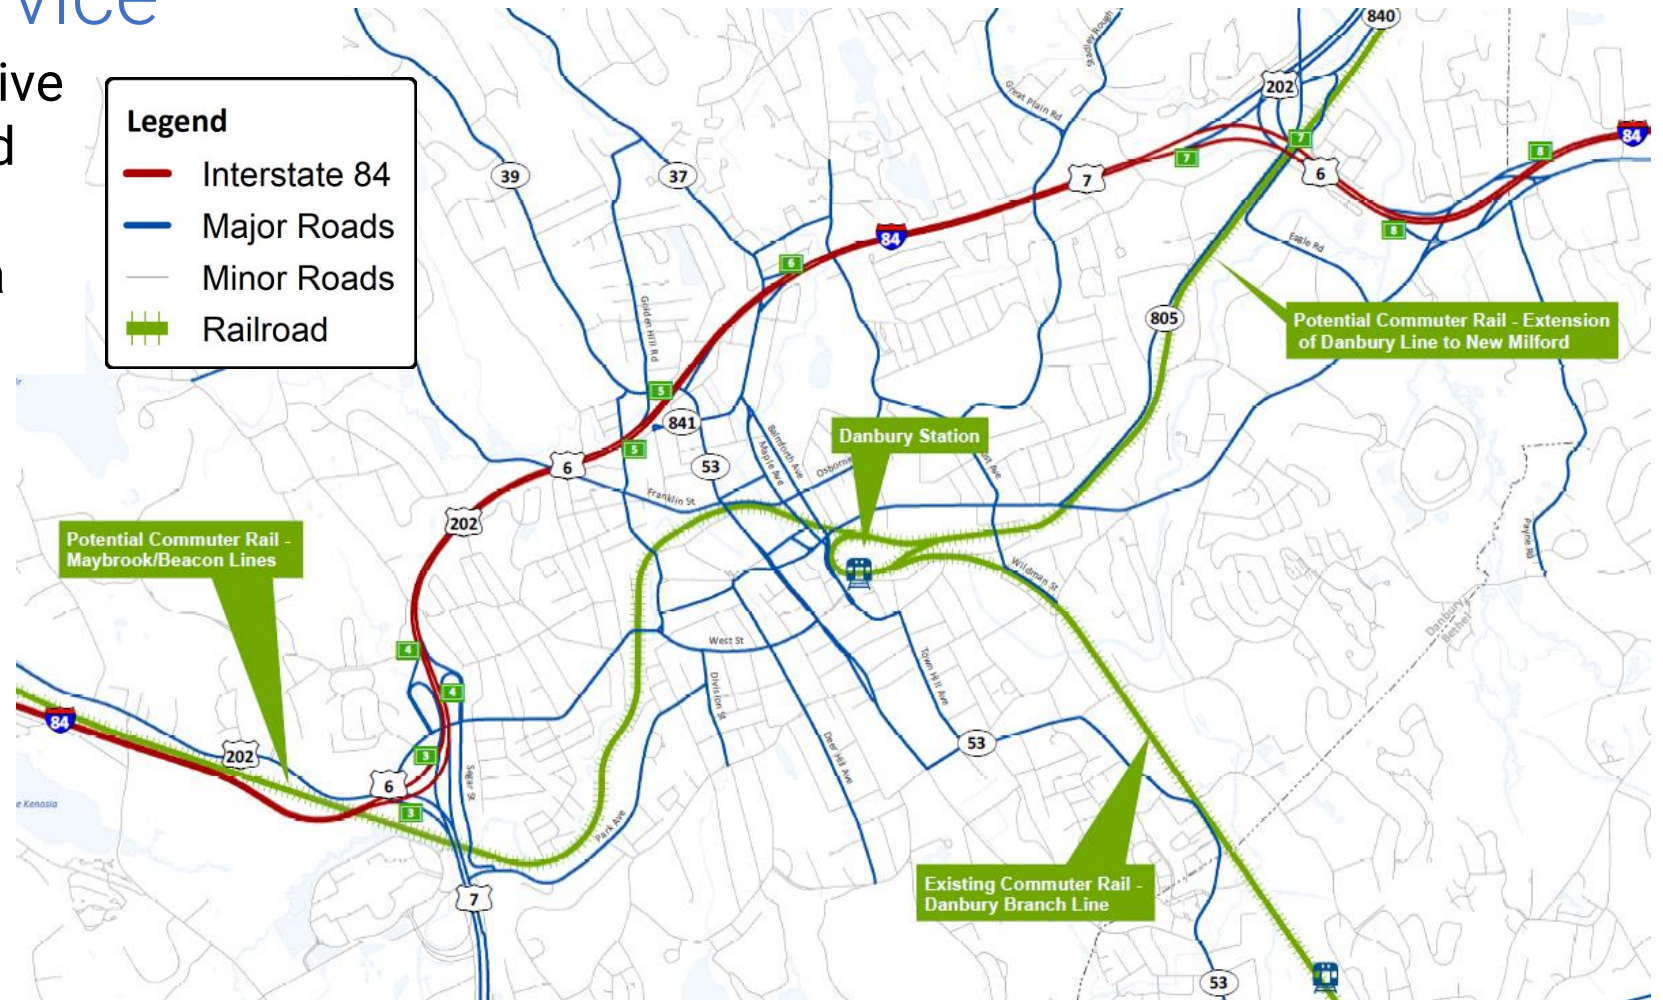 vice
ive
d
a
Legend
Interstate 84
Major Roads
Minor Roads
Railroad
840
202
Great Plain Rd
39
37
7
7
7
6
8
84
8
84
6
Eagle Rd
Golden Hill Rd
805
Potential Commuter Rail - Extension
of Danbury Line to New Milford
5
841
5
Balmforth Ave
Maple Ave
Osborne
Danbury Station
6
53
Franklin St
202
Payne Rd
Potential Commuter Rail -
Maybrook/Beacon Lines
Wildman St
Danbury
Bethel
West St
4
4
Division St
Town Hill Ave
84
202
3
6
3
Deer Hill Ave
53
Park Ave
Kenosia
7
Existing Commuter Rail -
Danbury Branch Line
53